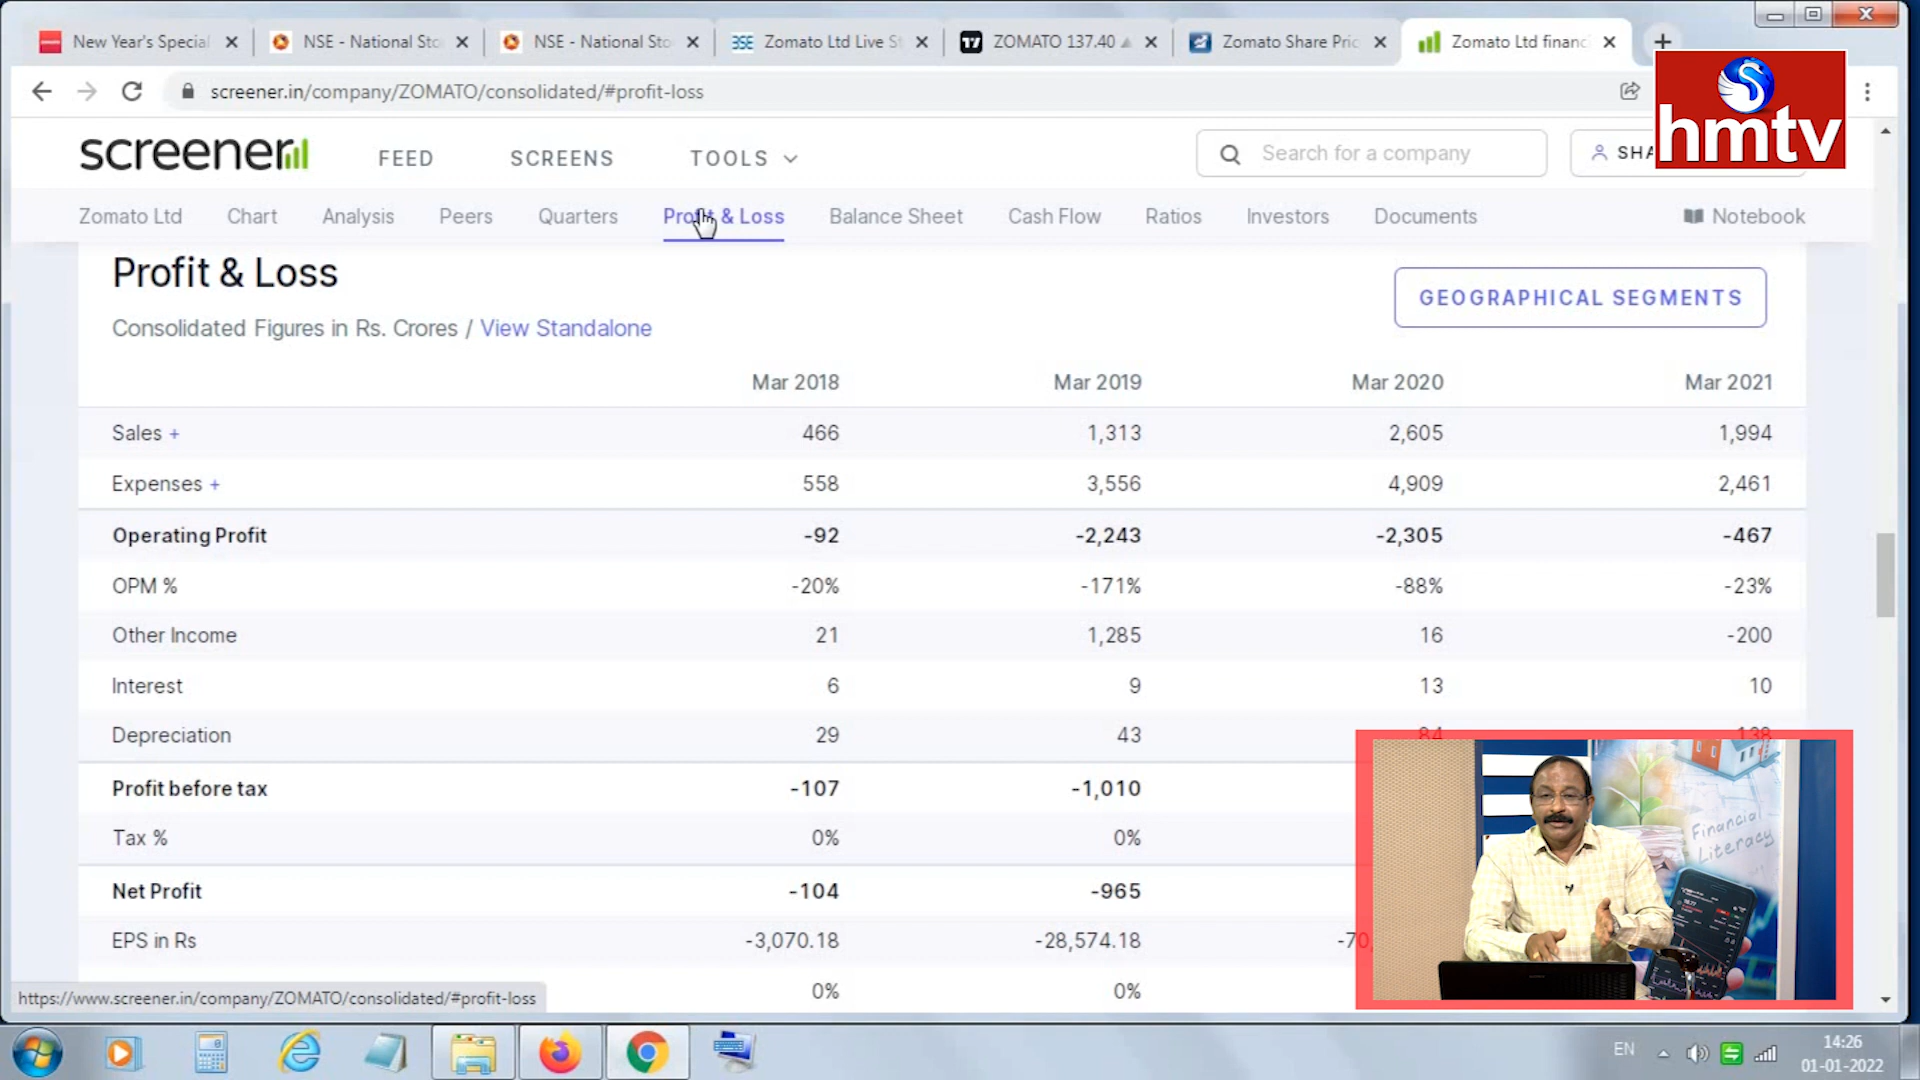 New Year's Special
NSE - National Sto
NSE - National Sto
Zomato Ltd Live St
ZOMATO 137.40
Zomato Share Pric
Zomato Ltd financ
screener.in/company/ZOMATO/consolidated/#profit-loss
hmtv
screener
FEED
SCREENS
TOOLS
Search for a company
SHA
Zomato Ltd
Chart
Analysis
Peers
Quarters
Profit & Loss
Balance Sheet
Cash Flow
Ratios
Investors
Documents
Notebook
Profit & Loss
GEOGRAPHICAL SEGMENTS
Consolidated Figures in Rs. Crores / View Standalone
Mar 2018 Mar 2019 Mar 2020 Mar 2021
Sales + 466 1,313 2,605 1,994
Expenses + 558 3,556 4,909 2,461
Operating Profit -92 -2,243 -2,305 -467
OPM % -20% -171% -88% -23%
Other Income 21 1,285 16 -200
Interest 6 9 13 10
Depreciation 29 43 84 138
Profit before tax -107 -1,010
Tax % 0% 0%
Net Profit -104 -965
EPS in Rs -3,070.18 -28,574.18 -70,
0% 0%
Financial
Literacy
https://www.screener.in/company/ZOMATO/consolidated/#profit-loss
EN
14:26
01-01-2022